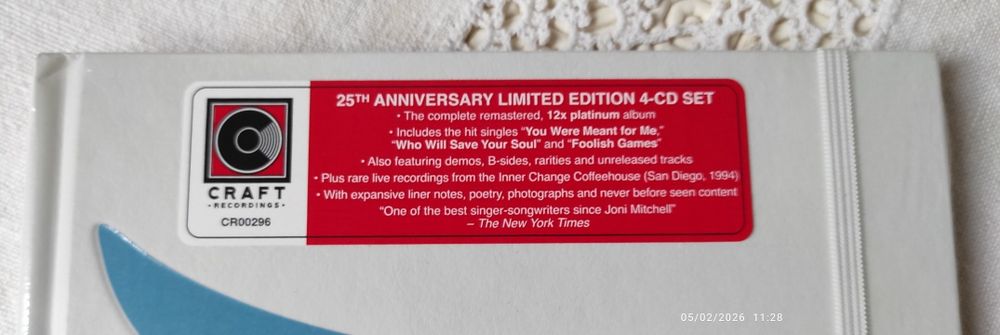 25TH ANNIVERSARY LIMITED EDITION 4-CD SET
• The complete remastered, 12x platinum album
• Includes the hit singles “You Were Meant for Me,”
“Who Will Save Your Soul” and “Foolish Games”
• Also featuring demos, B-sides, rarities and unreleased tracks
• Plus rare live recordings from the Inner Change Coffeehouse (San Diego, 1994)
• With expansive liner notes, poetry, photographs and never before seen content
“One of the best singer-songwriters since Joni Mitchell”
– The New York Times
CRAFT
• RECORDINGS •
CR00296
05/02/2026 11:28